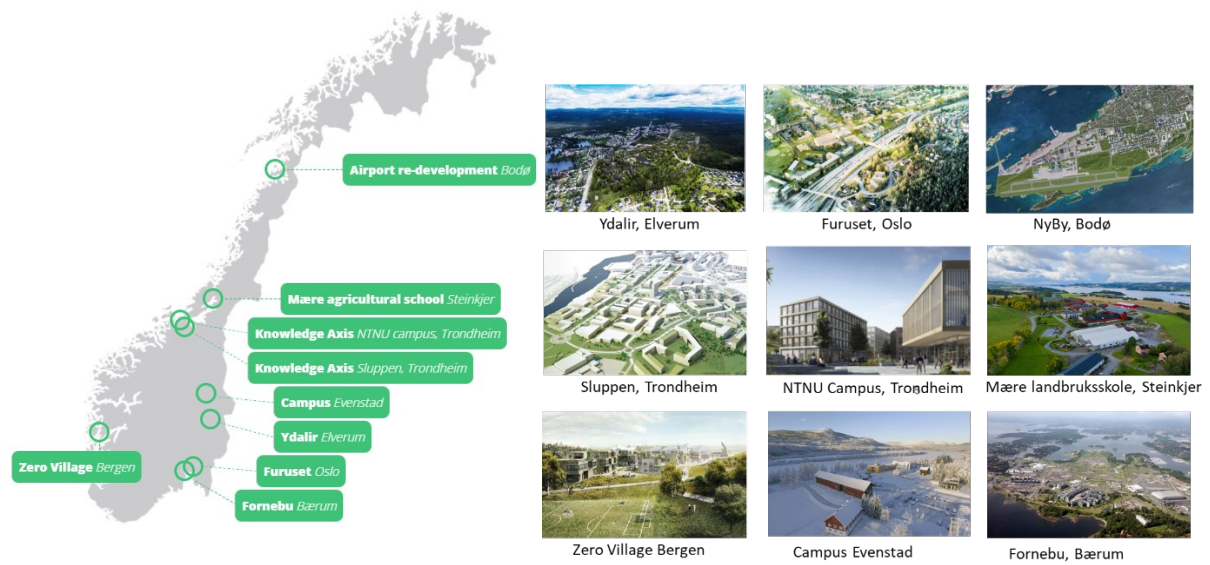 Airport re-development Bodø
Mære agricultural school Steinkjer
Knowledge Axis NTNU campus, Trondheim
Knowledge Axis Sluppen, Trondheim
Campus Evenstad
Ydalir Elverum
Zero Village Bergen
Furuset Oslo
Fornebu Bærum
Ydalir, Elverum
Furuset, Oslo
NyBy, Bodø
Sluppen, Trondheim
NTNU Campus, Trondheim
Mære landbruksskole, Steinkjer
Zero Village Bergen
Campus Evenstad
Fornebu, Bærum